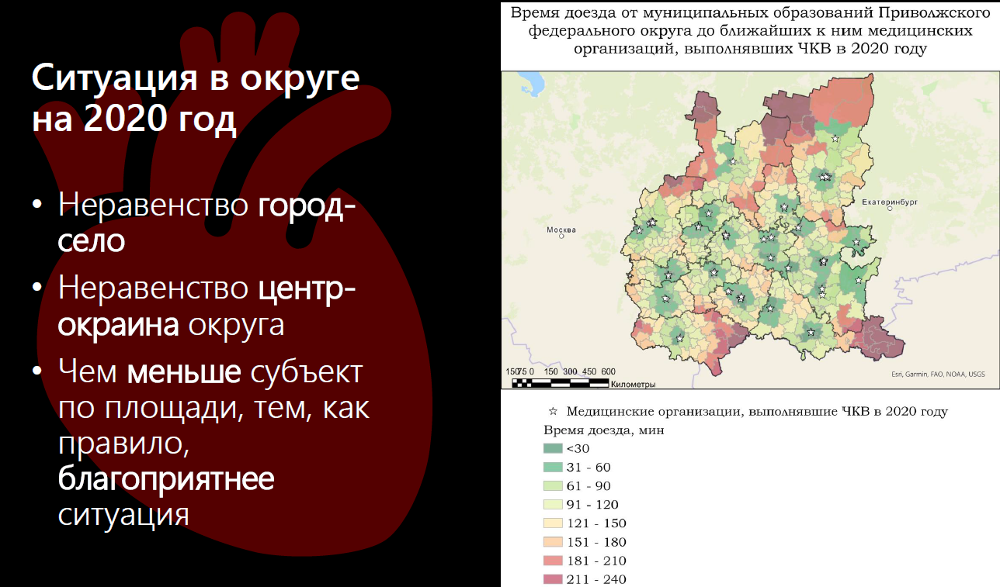 Ситуация в округе
на 2020 год
• Неравенство город-
село
• Неравенство центр-
окраина округа
• Чем меньше субъект
по площади, тем, как
правило,
благоприятнее
ситуация
Время доезда от муниципальных образований Приволжского
федерального округа до ближайших к ним медицинских
организаций, выполнявших ЧКВ в 2020 году
Екатеринбург
Москва
150 75 0 150 300 450 600
Километры
Esri, Garmin, FAO, NOAA, USGS
☆ Медицинские организации, выполнявшие ЧКВ в 2020 году
Время доезда, мин
<30
31 - 60
61 - 90
91 - 120
121 - 150
151 - 180
181 - 210
211 - 240